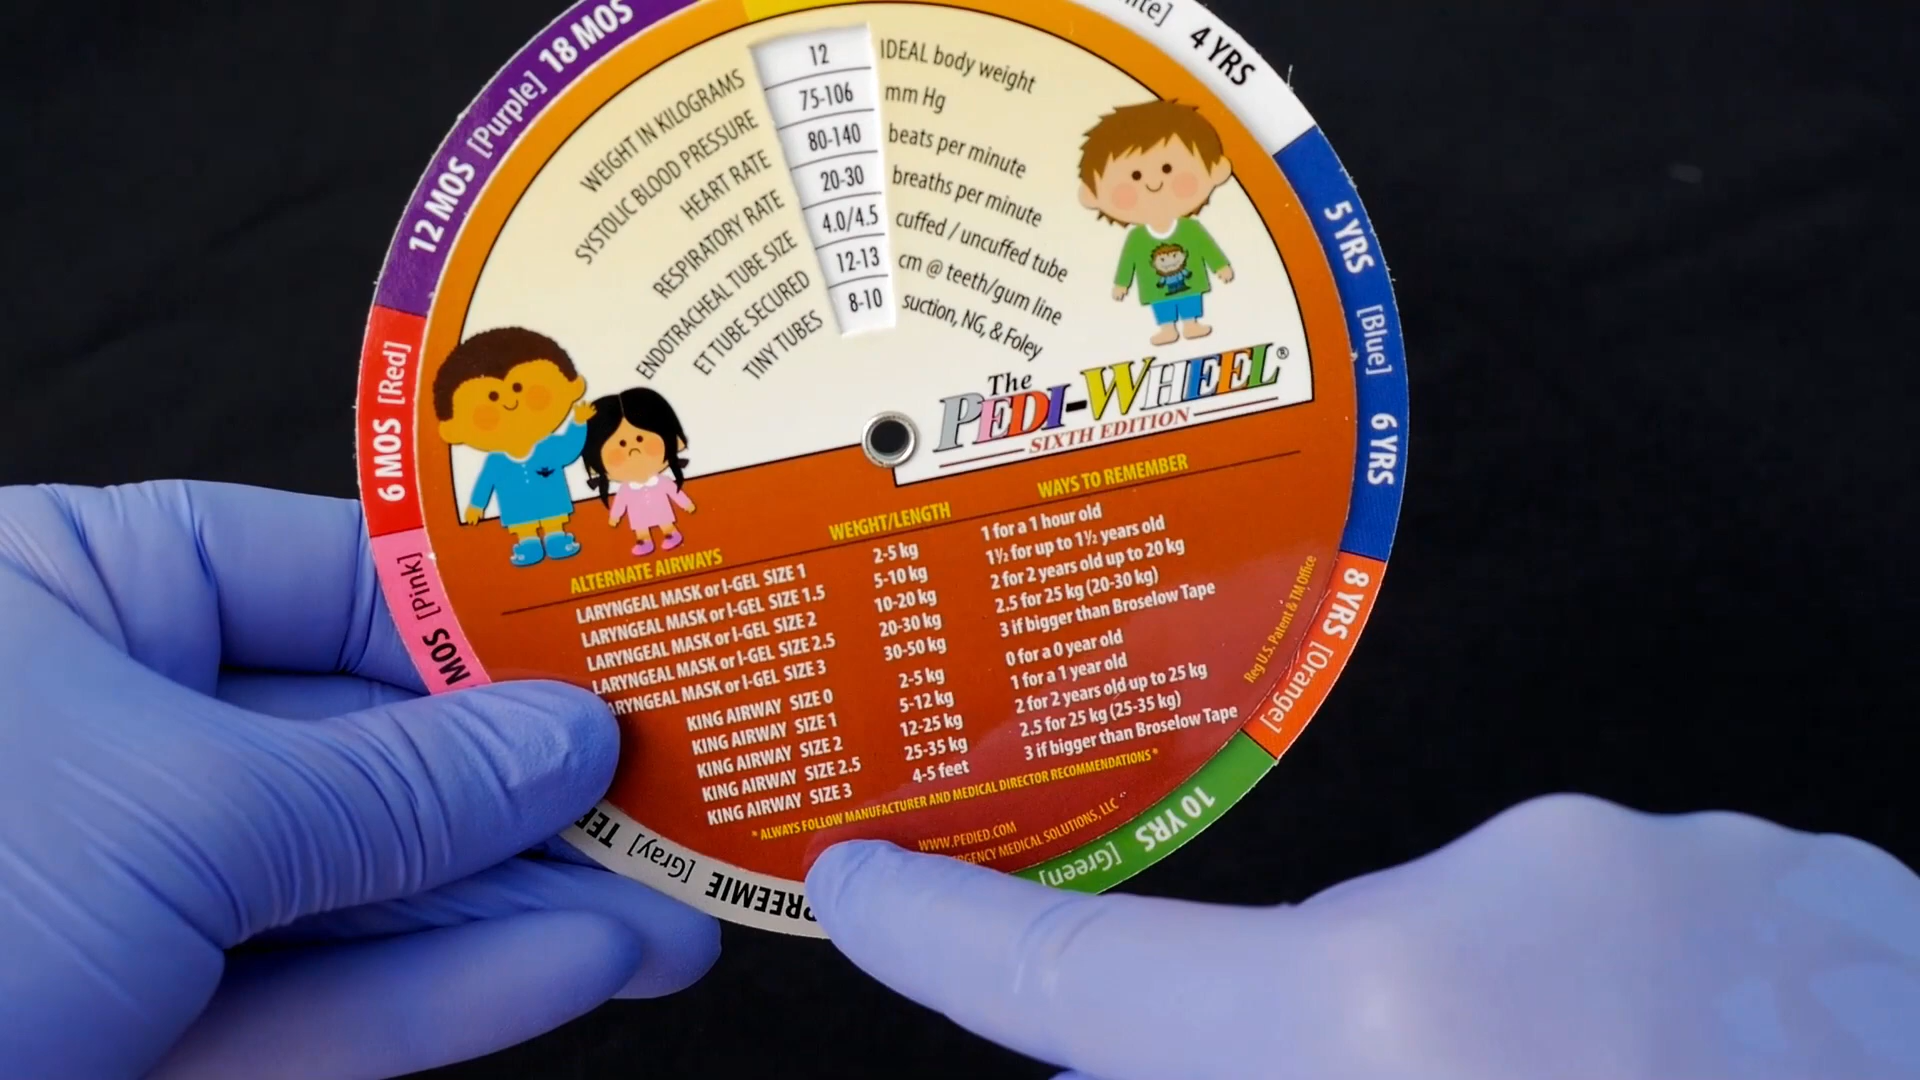 6 MOS [Red]
12 MOS [Purple] 18 MOS
4 YRS
5 YRS [Blue] 6 YRS
8 YRS [Orange]
10 YRS [Green]
PREEMIE [Gray]
MOS [Pink]
WEIGHT IN KILOGRAMS 12 IDEAL body weight
SYSTOLIC BLOOD PRESSURE 75-106 mm Hg
HEART RATE 80-140 beats per minute
RESPIRATORY RATE 20-30 breaths per minute
ENDOTRACHEAL TUBE SIZE 4.0/4.5 cuffed / uncuffed tube
ET TUBE SECURED 12-13 cm @ teeth/gum line
TINY TUBES 8-10 suction, NG, & Foley
The
PEDI-WHEEL®
SIXTH EDITION
ALTERNATE AIRWAYS WEIGHT/LENGTH WAYS TO REMEMBER
LARYNGEAL MASK or I-GEL SIZE 1 2-5 kg 1 for a 1 hour old
LARYNGEAL MASK or I-GEL SIZE 1.5 5-10 kg 1½ for up to 1½ years old
LARYNGEAL MASK or I-GEL SIZE 2 10-20 kg 2 for 2 years old up to 20 kg
LARYNGEAL MASK or I-GEL SIZE 2.5 20-30 kg 2.5 for 25 kg (20-30 kg)
LARYNGEAL MASK or I-GEL SIZE 3 30-50 kg 3 if bigger than Broselow Tape
KING AIRWAY SIZE 0 2-5 kg 0 for a 0 year old
KING AIRWAY SIZE 1 5-12 kg 1 for a 1 year old
KING AIRWAY SIZE 2 12-25 kg 2 for 2 years old up to 25 kg
KING AIRWAY SIZE 2.5 25-35 kg 2.5 for 25 kg (25-35 kg)
KING AIRWAY SIZE 3 4-5 feet 3 if bigger than Broselow Tape
* ALWAYS FOLLOW MANUFACTURER AND MEDICAL DIRECTOR RECOMMENDATIONS *
WWW.PEDIED.COM
MEDICAL SOLUTIONS, LLC
Reg U.S. Patent & TM Office